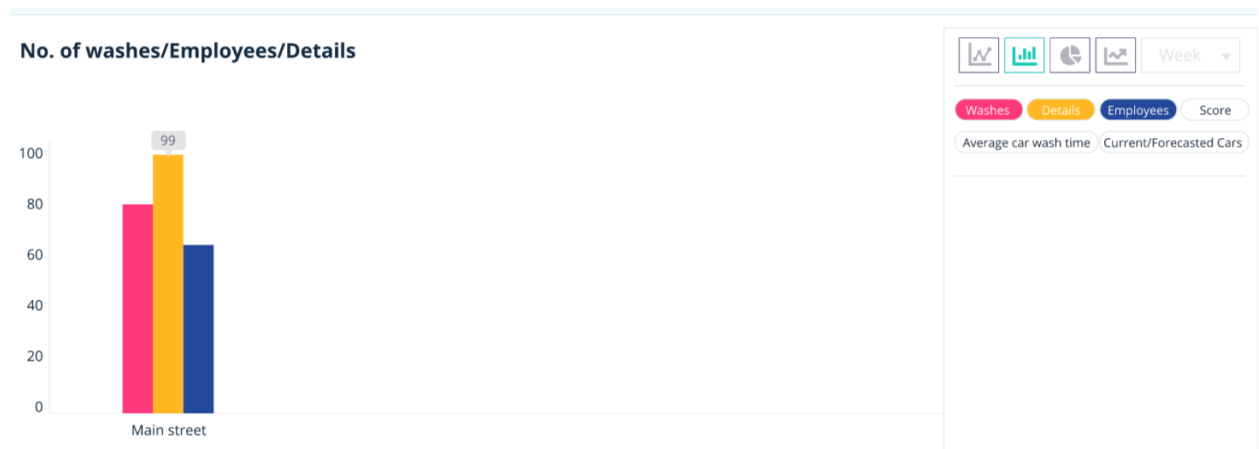 No. of washes/Employees/Details
Week
Washes Details Employees Score
Average car wash time Current/Forecasted Cars
99
100
80
60
40
20
0
Main street